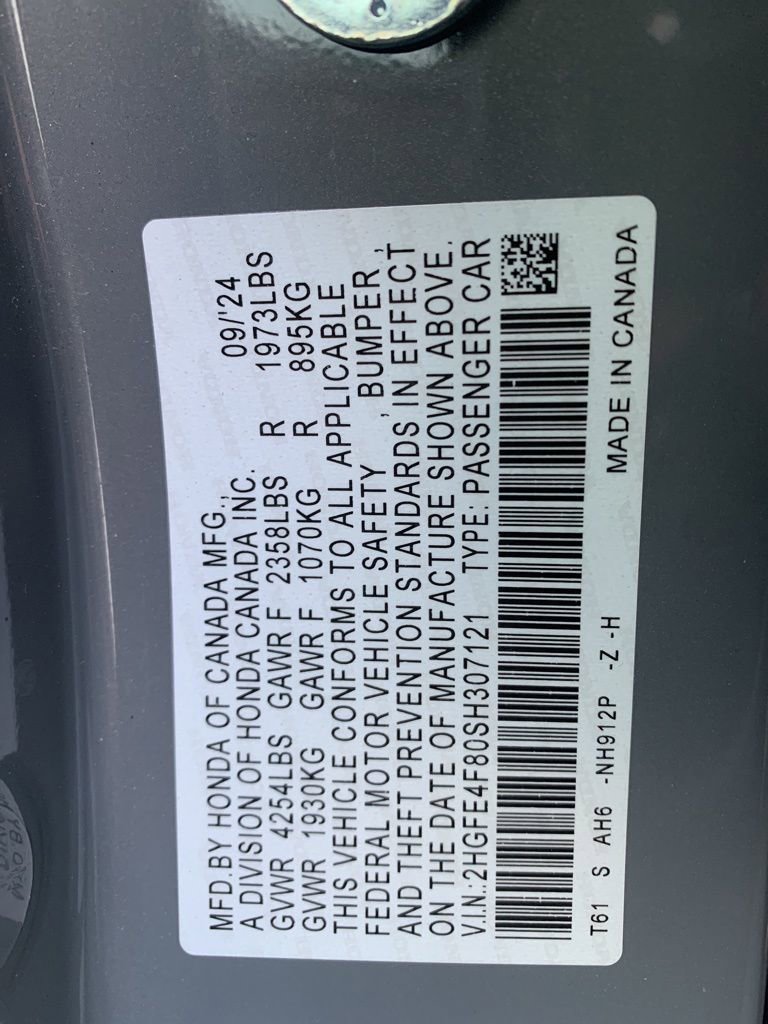 MFD.BY HONDA OF CANADA MFG., 09/'24
A DIVISION OF HONDA CANADA INC.
GVWR 4254LBS GAWR F 2358LBS R 1973LBS
GVWR 1930KG GAWR F 1070KG R 895KG
THIS VEHICLE CONFORMS TO ALL APPLICABLE
FEDERAL MOTOR VEHICLE SAFETY , BUMPER ,
AND THEFT PREVENTION STANDARDS IN EFFECT
ON THE DATE OF MANUFACTURE SHOWN ABOVE.
V.I.N.:2HGFE4F80SH307121 TYPE: PASSENGER CAR
T61 S AH6 -NH912P -Z -H MADE IN CANADA